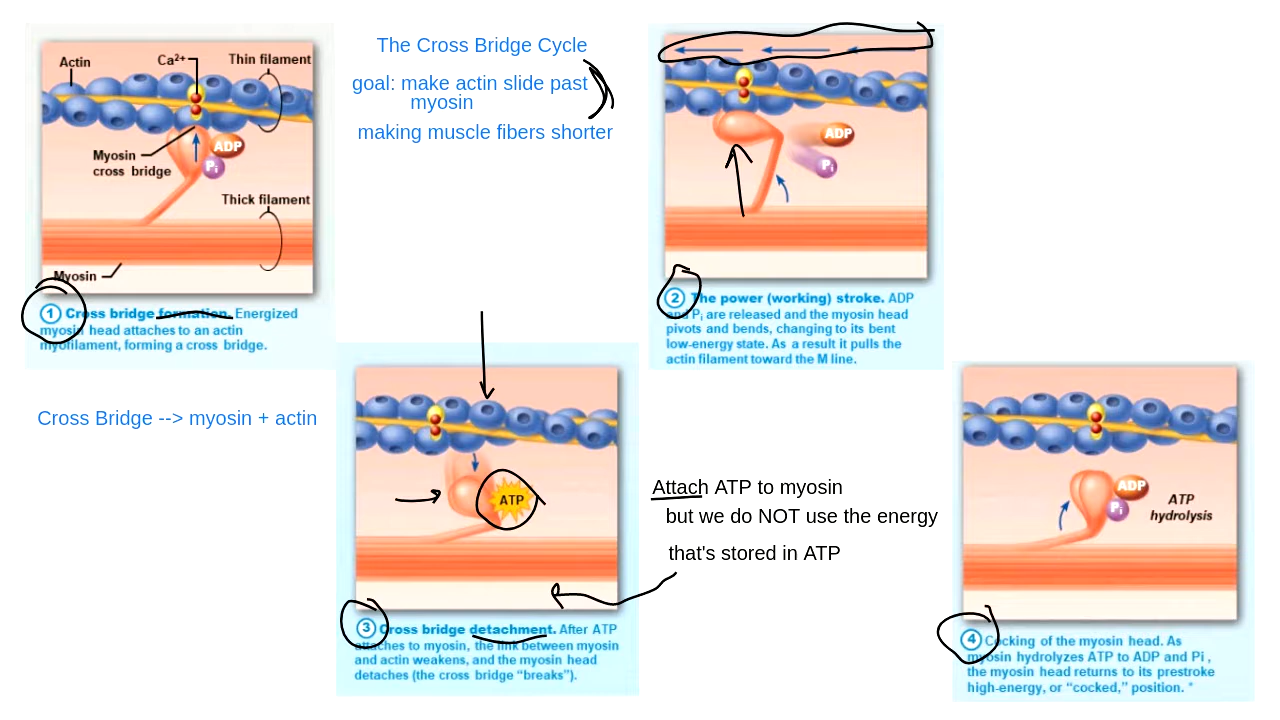 Actin
Ca2+
Thin filament
ADP
Pi
Myosin
cross bridge
Thick filament
Myosin
1 Cross bridge formation. Energized
myosin head attaches to an actin
myofilament, forming a cross bridge.
The Cross Bridge Cycle
goal: make actin slide past
myosin
making muscle fibers shorter
ADP
Pi
2 The power (working) stroke. ADP
and Pi are released and the myosin head
pivots and bends, changing to its bent
low-energy state. As a result it pulls the
actin filament toward the M line.
Cross Bridge --> myosin + actin
ATP
3 Cross bridge detachment. After ATP
attaches to myosin, the link between myosin
and actin weakens, and the myosin head
detaches (the cross bridge “breaks”).
Attach ATP to myosin
but we do NOT use the energy
that's stored in ATP
ADP
Pi
ATP
hydrolysis
4 Cocking of the myosin head. As
myosin hydrolyzes ATP to ADP and Pi ,
the myosin head returns to its prestroke
high-energy, or “cocked,” position. *